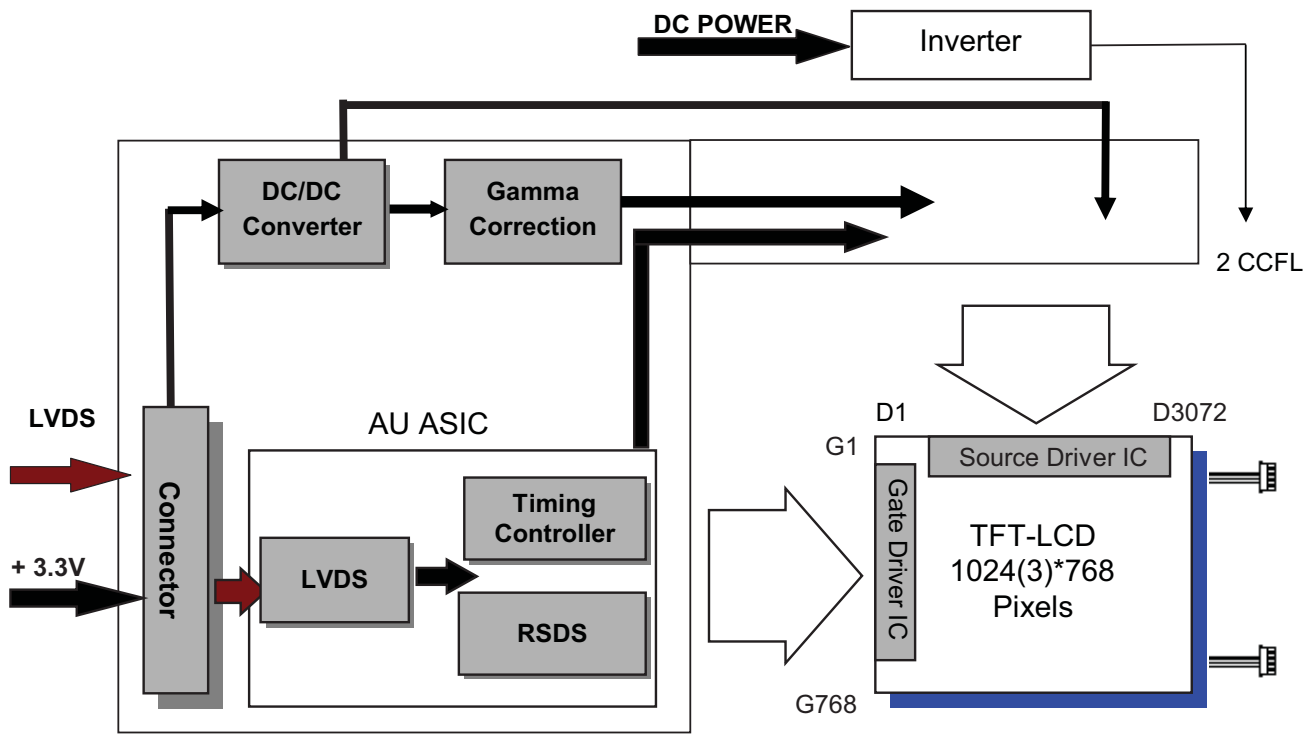 DC POWER
Inverter
DC/DC
Converter
Gamma
Correction
2 CCFL
LVDS
AU ASIC
D1
D3072
G1
Source Driver IC
Connector
Timing
Controller
Gate Driver IC
TFT-LCD
1024(3)*768
Pixels
+ 3.3V
LVDS
RSDS
G768